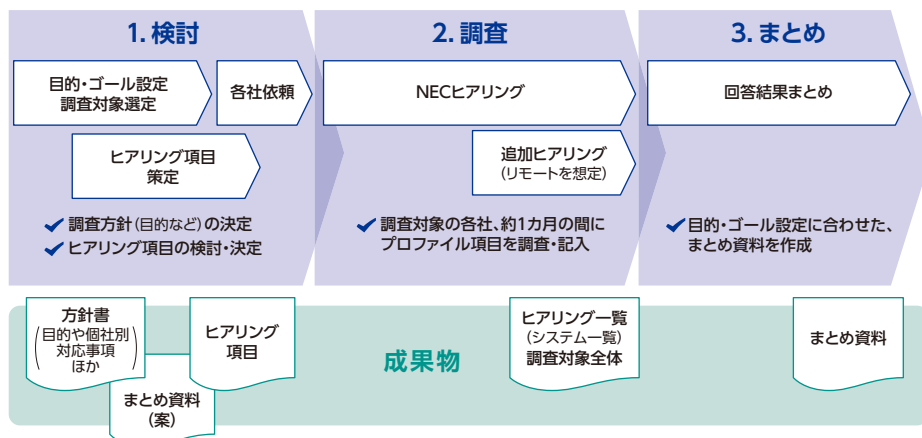 1. 検討
目的・ゴール設定
調査対象選定
各社依頼
ヒアリング項目
策定
調査方針(目的など)の決定
ヒアリング項目の検討・決定
2. 調査
NECヒアリング
追加ヒアリング
(リモートを想定)
調査対象の各社、約1カ月の間に
プロファイル項目を調査・記入
3. まとめ
回答結果まとめ
目的・ゴール設定に合わせた、
まとめ資料を作成
方針書
(目的や個社別
対応事項
ほか)
まとめ資料
(案)
ヒアリング
項目
成果物
ヒアリング一覧
(システム一覧)
調査対象全体
まとめ資料